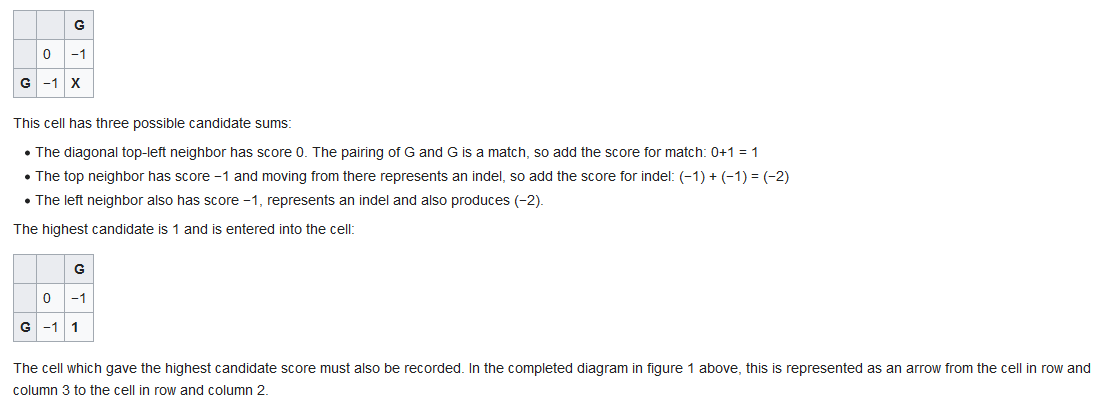 G
0 −1
G −1 X
This cell has three possible candidate sums:
• The diagonal top-left neighbor has score 0. The pairing of G and G is a match, so add the score for match: 0+1 = 1
• The top neighbor has score −1 and moving from there represents an indel, so add the score for indel: (−1) + (−1) = (−2)
• The left neighbor also has score −1, represents an indel and also produces (−2).
The highest candidate is 1 and is entered into the cell:
G
0 −1
G −1 1
The cell which gave the highest candidate score must also be recorded. In the completed diagram in figure 1 above, this is represented as an arrow from the cell in row and
column 3 to the cell in row and column 2.